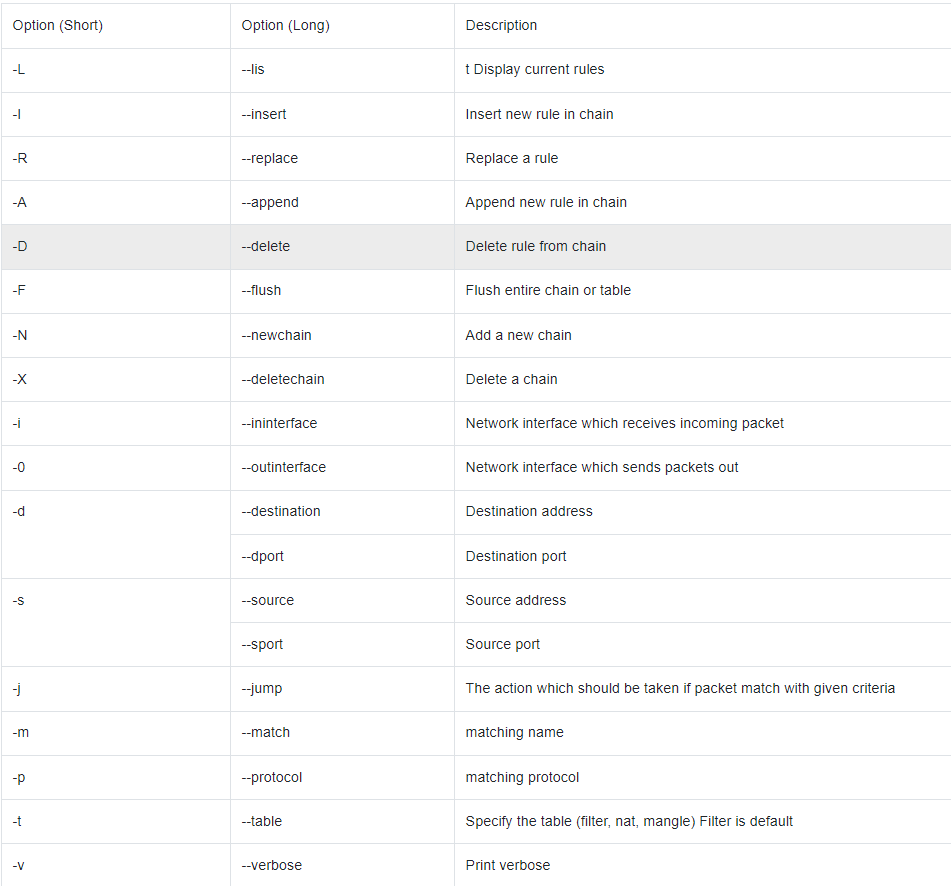 Option (Short) Option (Long) Description
-L --lis t Display current rules
-I --insert Insert new rule in chain
-R --replace Replace a rule
-A --append Append new rule in chain
-D --delete Delete rule from chain
-F --flush Flush entire chain or table
-N --newchain Add a new chain
-X --deletechain Delete a chain
-i --ininterface Network interface which receives incoming packet
-0 --outinterface Network interface which sends packets out
-d --destination Destination address
--dport Destination port
-s --source Source address
--sport Source port
-j --jump The action which should be taken if packet match with given criteria
-m --match matching name
-p --protocol matching protocol
-t --table Specify the table (filter, nat, mangle) Filter is default
-v --verbose Print verbose